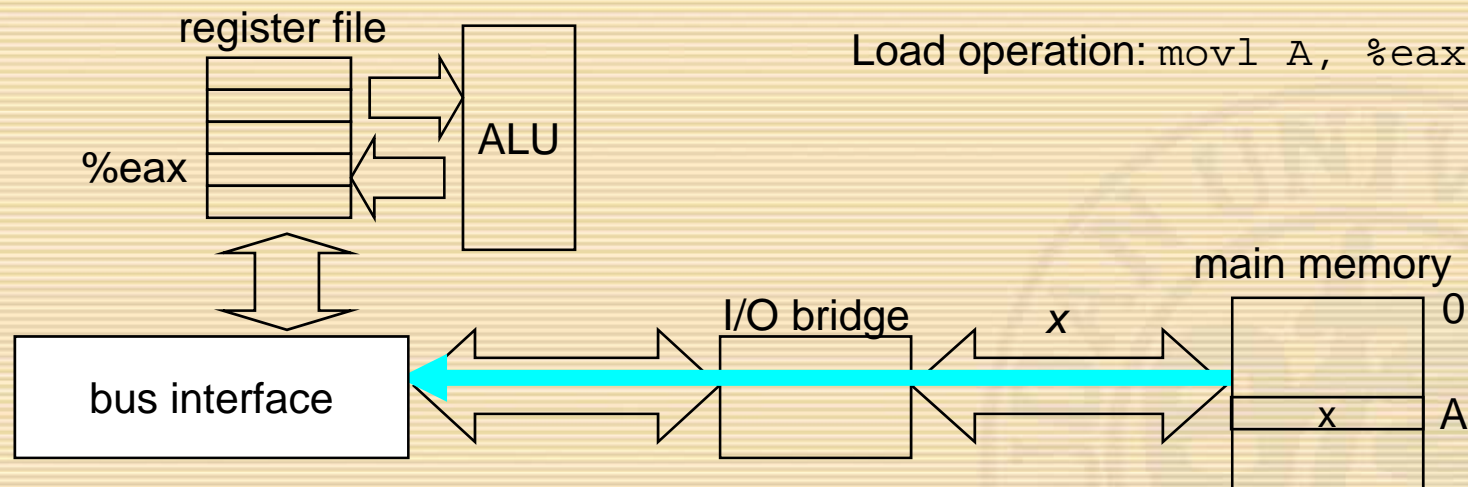 register file
Load operation: movl A, %eax
ALU
%eax
main memory
I/O bridge
x
0
bus interface
x
A